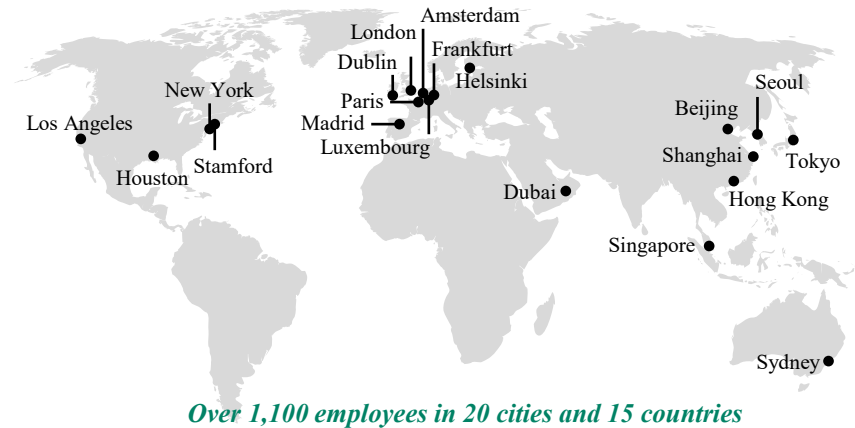 Amsterdam
London
Frankfurt
Dublin
Helsinki
Seoul
New York
Paris
Beijing
Los Angeles
Madrid
Luxembourg
Shanghai
Tokyo
Stamford
Houston
Dubai
Hong Kong
Singapore
Sydney
Over 1,100 employees in 20 cities and 15 countries